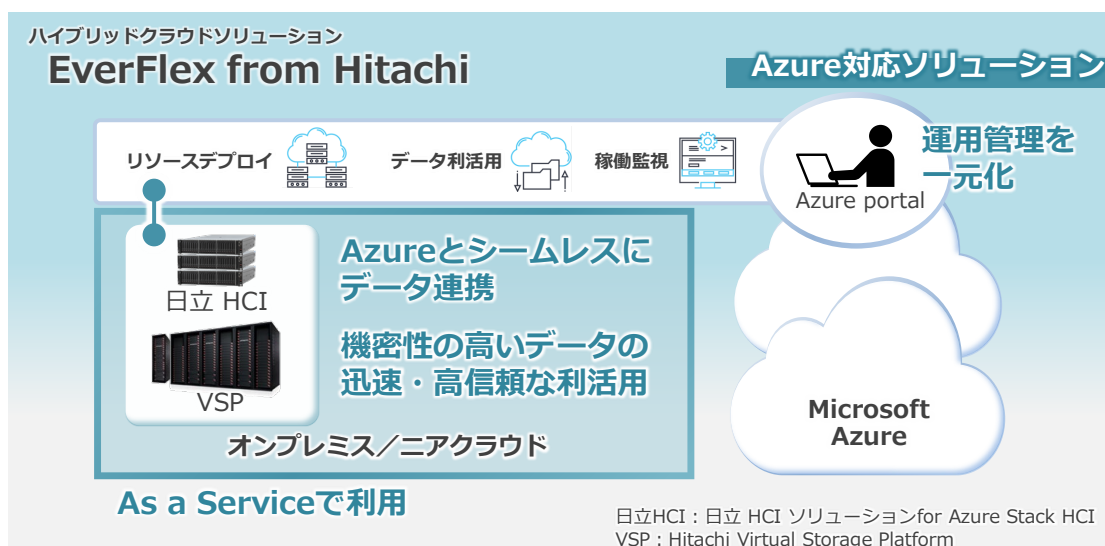 ハイブリッドクラウドソリューション
EverFlex from Hitachi
Azure対応ソリューション
リソースデプロイ
データ利活用
稼働監視
運用管理を
一元化
Azure portal
Azureとシームレスに
データ連携
日立 HCI
機密性の高いデータの
迅速・高信頼な利活用
VSP
オンプレミス／ニアクラウド
Microsoft
Azure
As a Serviceで利用
日立HCI：日立 HCI ソリューションfor Azure Stack HCI
VSP：Hitachi Virtual Storage Platform